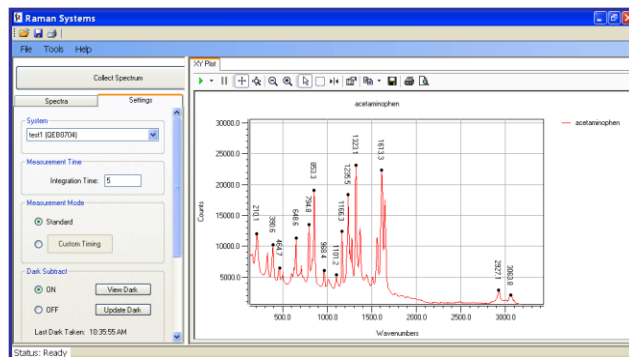 Raman Systems
File Tools Help
Collect Spectrum
Spectra Settings
System
test1 (QEB0704)
Measurement Time
Integration Time: 5
Measurement Mode
Standard
Custom Timing
Dark Subtract
ON View Dark
OFF Update Dark
Last Dark Taken: 10:35:55 AM
Status: Ready
XY Plot
acetaminophen
acetaminophen
Counts
30000.0
25000.0
20000.0
15000.0
10000.0
5000.0
210.1
390.6
464.7
648.6
794.8
853.3
968.4
1101.2
1166.3
1235.5
1323.1
1613.3
2927.1
3063.8
500.0 1000.0 1500.0 2000.0 2500.0 3000.0
Wavenumbers